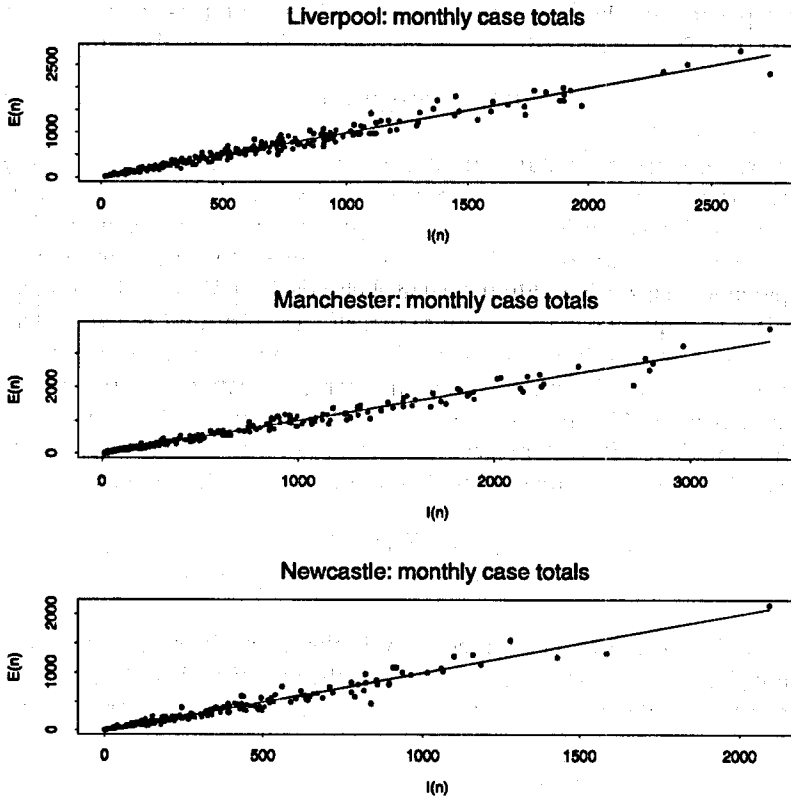 Liverpool: monthly case totals
E(n)
2500
1000
0
0 500 1000 1500 2000 2500
I(n)
Manchester: monthly case totals
E(n)
2000
0
0 1000 2000 3000
I(n)
Newcastle: monthly case totals
E(n)
2000
1000
0
0 500 1000 1500 2000
I(n)